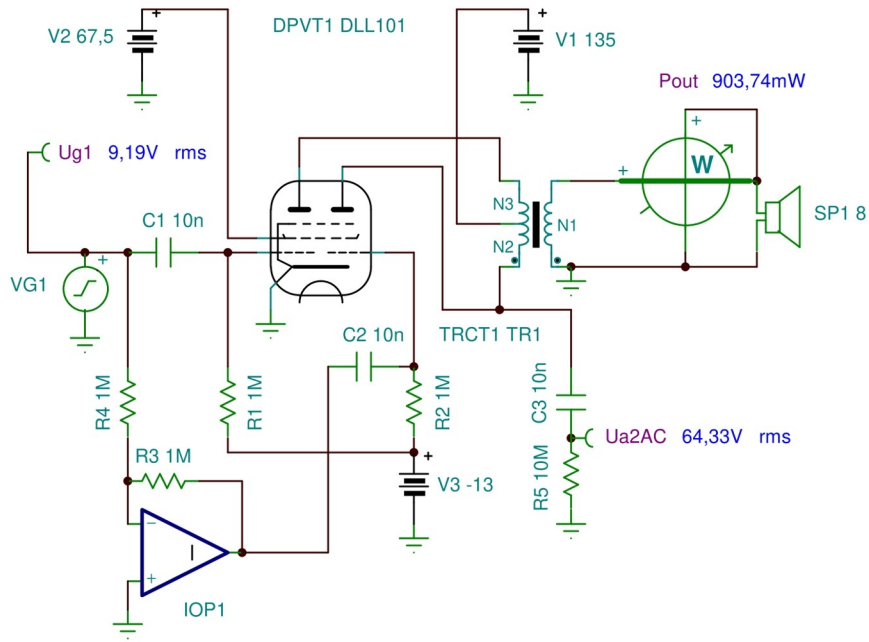 V2 67,5
+
DPVT1 DLL101
+
V1 135
Pout 903,74mW
+
Ug1 9,19V rms
W
+
C1 10n
N3
N1
N2
SP1 8
VG1
+
C2 10n
TRCT1 TR1
R4 1M
R1 1M
R2 1M
C3 10n
Ua2AC 64,33V rms
R3 1M
+
V3 -13
R5 10M
−
I
+
IOP1